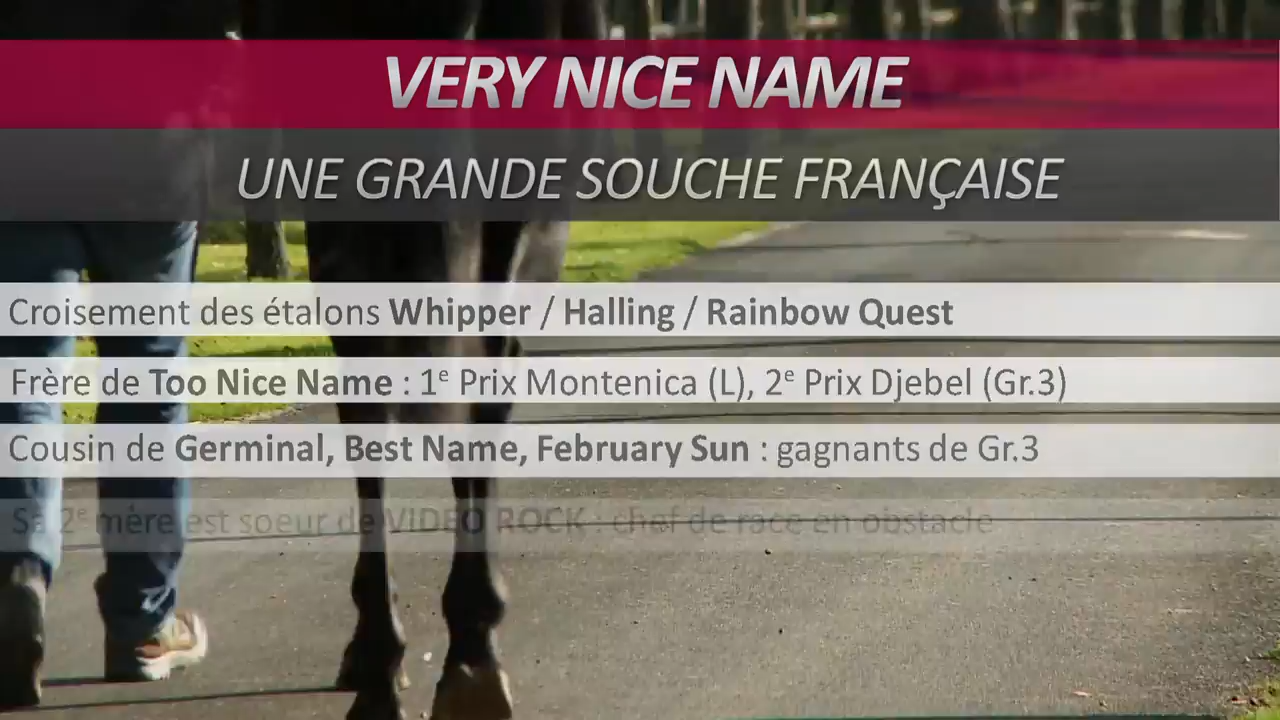 VERY NICE NAME
UNE GRANDE SOUCHE FRANÇAISE
Croisement des étalons Whipper / Halling / Rainbow Quest
Frère de Too Nice Name : 1e Prix Montenica (L), 2e Prix Djebel (Gr.3)
Cousin de Germinal, Best Name, February Sun : gagnants de Gr.3
Sa 2e mère est soeur de VIDEO ROCK : chef de race en obstacle